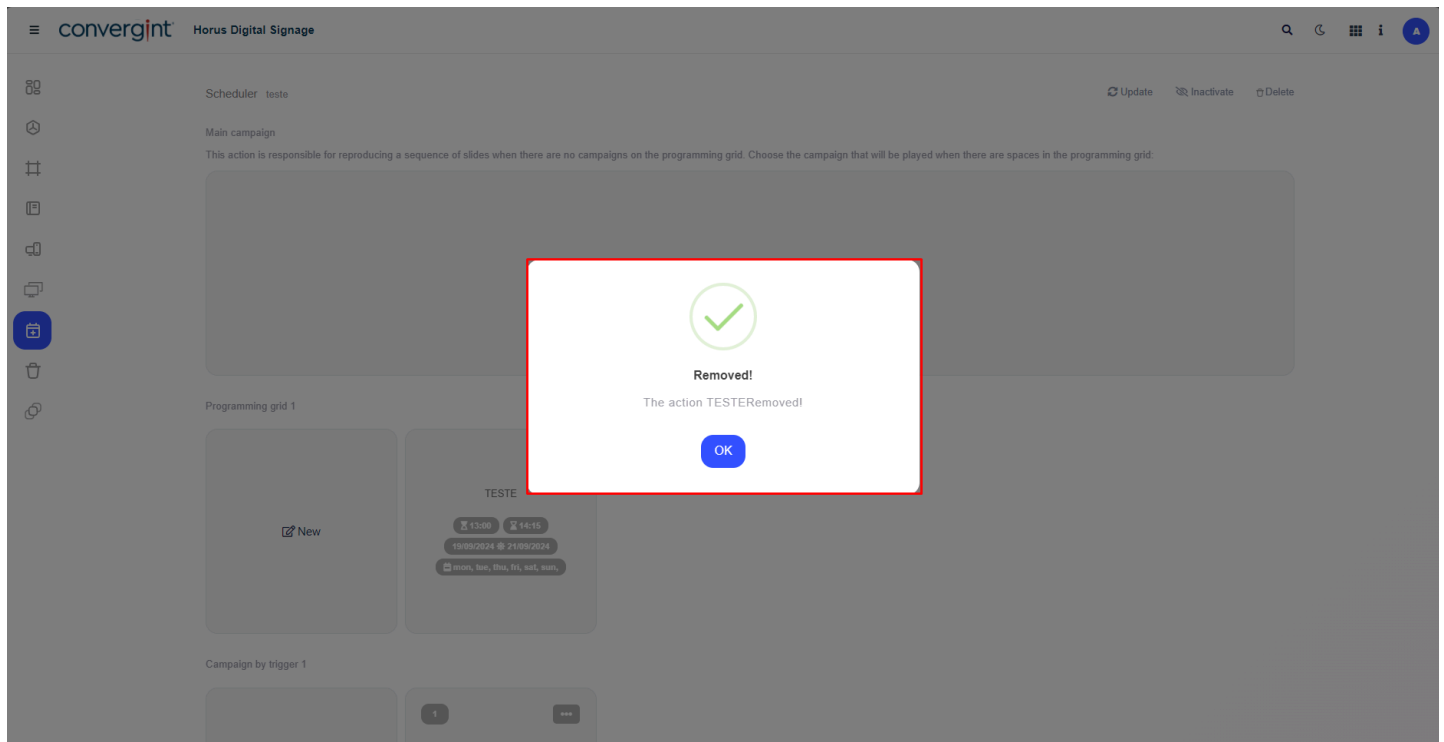 convergint Horus Digital Signage
A
Scheduler teste
Update Inactivate Delete
Main campaign
This action is responsible for reproducing a sequence of slides when there are no campaigns on the programming grid. Choose the campaign that will be played when there are spaces in the programming grid:
Removed!
The action TESTERemoved!
OK
Programming grid 1
New
TESTE
13:00 14:15
19/09/2024 21/09/2024
mon, tue, thu, fri, sat, sun,
Campaign by trigger 1
1